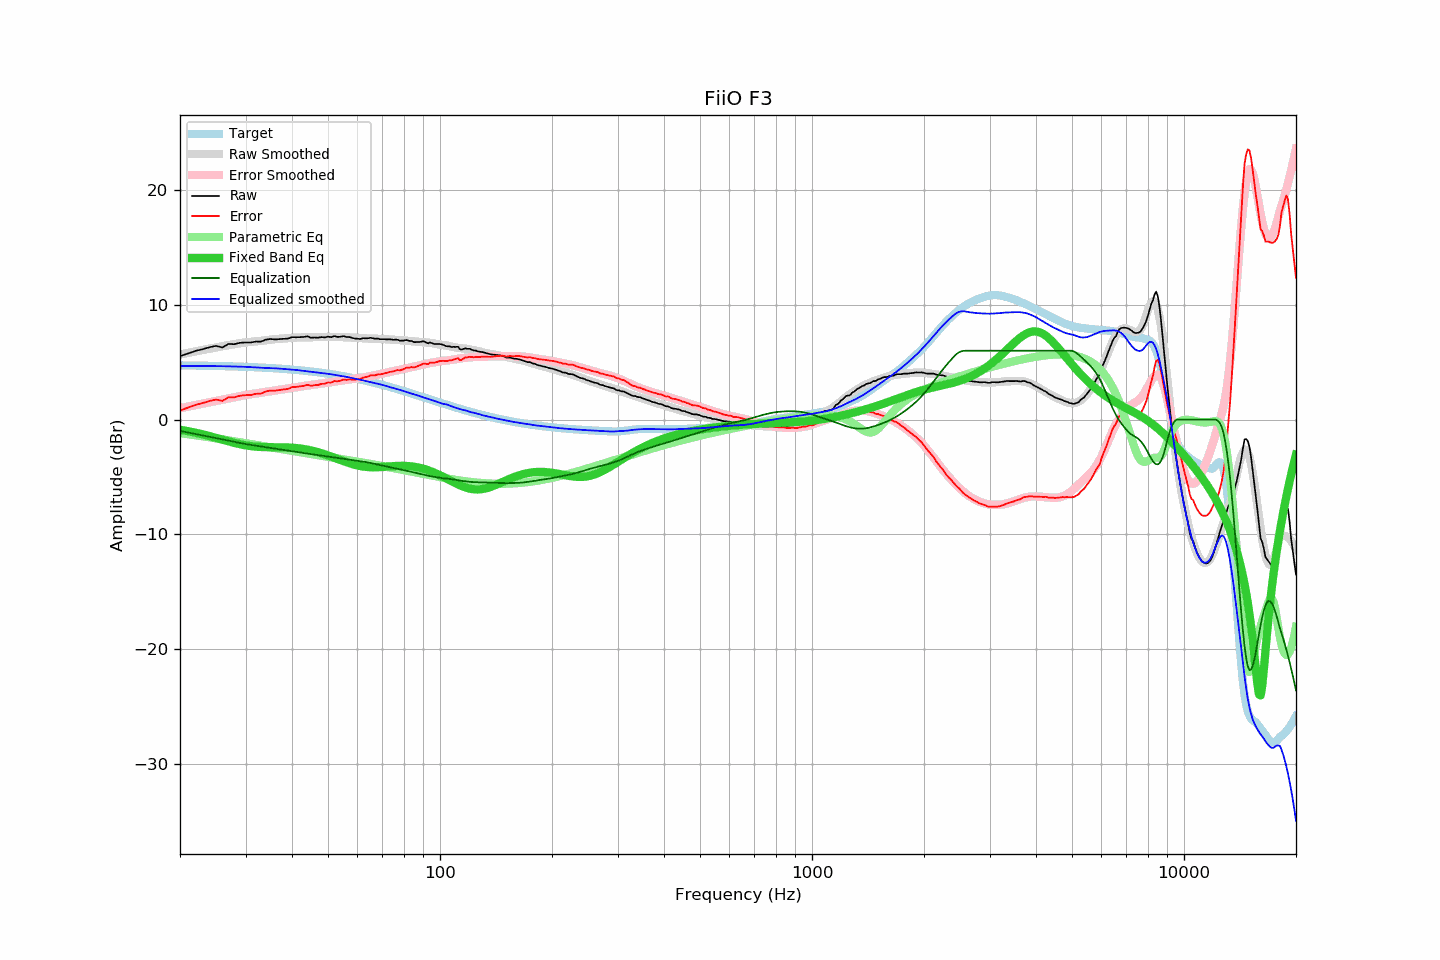 FiiO F3
Target
Raw Smoothed
Error Smoothed
Raw
Error
Parametric Eq
Fixed Band Eq
Equalization
Equalized smoothed
20
10
0
−10
−20
−30
Amplitude (dBr)
100
1000
10000
Frequency (Hz)